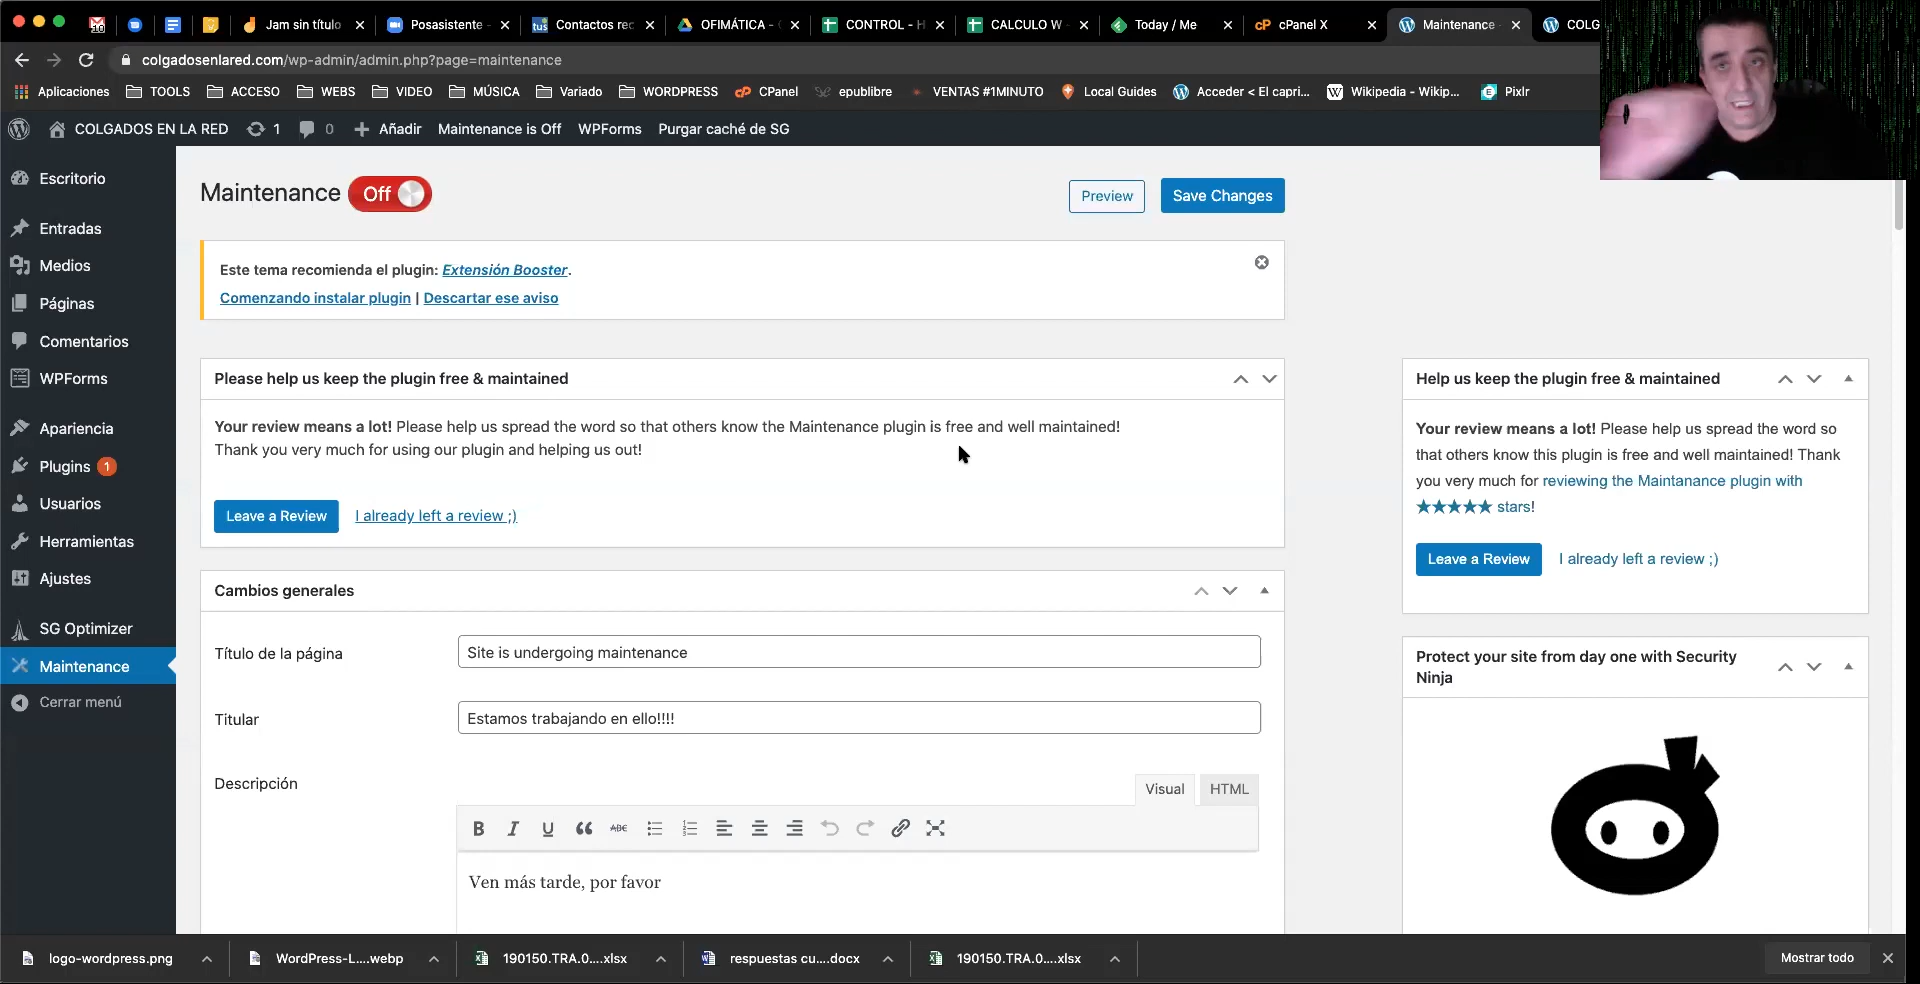 10
Jam sin título
Posasistente -
tus
Contactos rec
OFIMÁTICA - C
CONTROL - H
CALCULO W -
Today / Me
cP
cPanel X
Maintenance -
COLG
colgadosenlared.com/wp-admin/admin.php?page=maintenance
Aplicaciones
TOOLS
ACCESO
WEBS
VIDEO
MÚSICA
Variado
WORDPRESS
cP CPanel
epublibre
VENTAS #1MINUTO
Local Guides
Acceder < El capri...
W Wikipedia - Wikip...
Pixlr
COLGADOS EN LA RED
1
0
Añadir
Maintenance is Off
WPForms
Purgar caché de SG
Escritorio
Entradas
Medios
Páginas
Comentarios
WPForms
Apariencia
Plugins 1
Usuarios
Herramientas
Ajustes
SG Optimizer
Maintenance
Cerrar menú
Maintenance Off
Preview
Save Changes
Este tema recomienda el plugin: Extensión Booster.
Comenzando instalar plugin | Descartar ese aviso
Please help us keep the plugin free & maintained
Your review means a lot! Please help us spread the word so that others know the Maintenance plugin is free and well maintained!
Thank you very much for using our plugin and helping us out!
Leave a Review
I already left a review ;)
Cambios generales
Título de la página
Site is undergoing maintenance
Titular
Estamos trabajando en ello!!!!
Descripción
Visual
HTML
B I U ABC
Ven más tarde, por favor
Help us keep the plugin free & maintained
Your review means a lot! Please help us spread the word so
that others know this plugin is free and well maintained! Thank
you very much for reviewing the Maintanance plugin with
★★★★★ stars!
Leave a Review
I already left a review ;)
Protect your site from day one with Security
Ninja
logo-wordpress.png
WordPress-L....webp
190150.TRA.0....xlsx
respuestas cu....docx
190150.TRA.0....xlsx
Mostrar todo